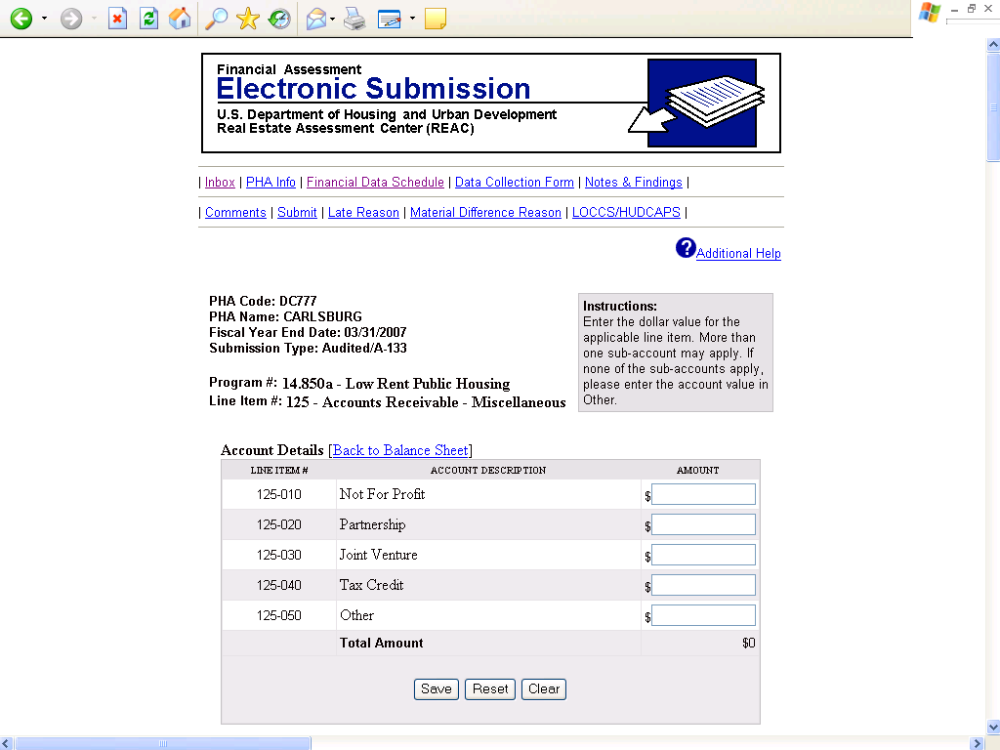 Financial Assessment
Electronic Submission
U.S. Department of Housing and Urban Development
Real Estate Assessment Center (REAC)
| Inbox | PHA Info | Financial Data Schedule | Data Collection Form | Notes & Findings |
| Comments | Submit | Late Reason | Material Difference Reason | LOCCS/HUDCAPS |
? Additional Help
PHA Code: DC777
PHA Name: CARLSBURG
Fiscal Year End Date: 03/31/2007
Submission Type: Audited/A-133
Program #: 14.850a - Low Rent Public Housing
Line Item #: 125 - Accounts Receivable - Miscellaneous
Instructions:
Enter the dollar value for the
applicable line item. More than
one sub-account may apply. If
none of the sub-accounts apply,
please enter the account value in
Other.
Account Details [Back to Balance Sheet]
LINE ITEM # ACCOUNT DESCRIPTION AMOUNT
125-010 Not For Profit $
125-020 Partnership $
125-030 Joint Venture $
125-040 Tax Credit $
125-050 Other $
Total Amount $0
Save Reset Clear